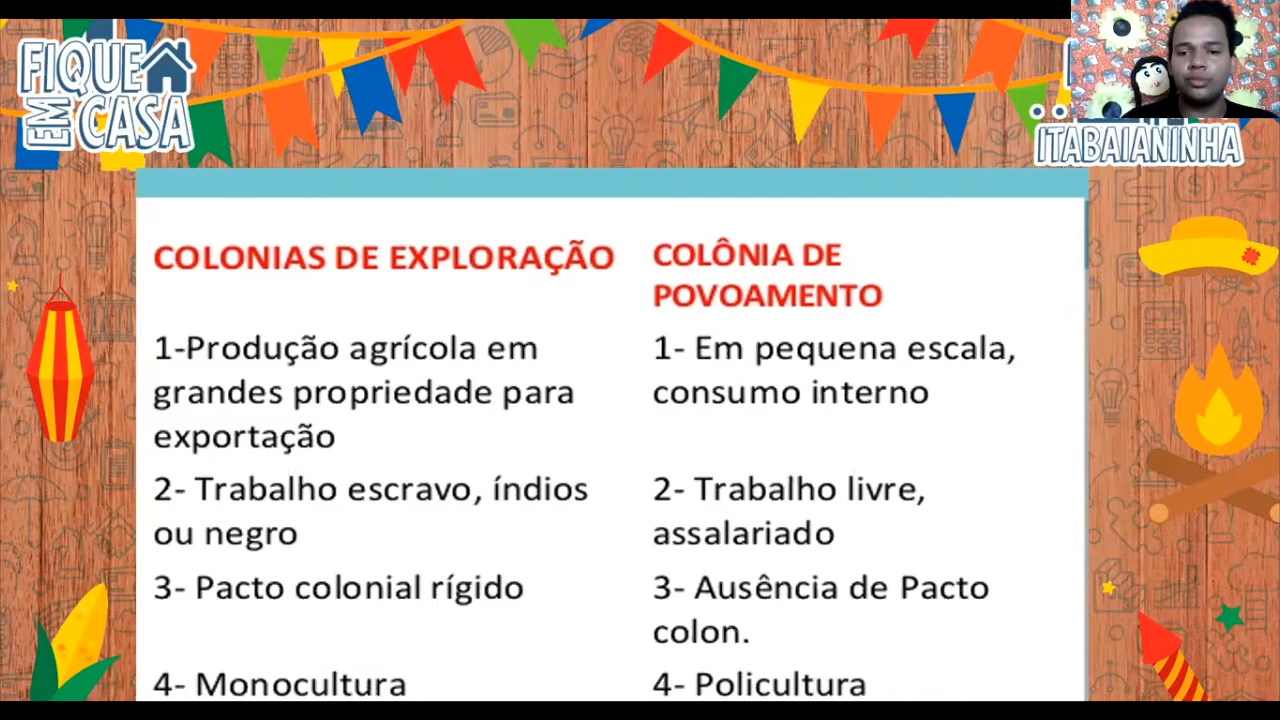 FIQUE
EM CASA
ITABAIANINHA
COLONIAS DE EXPLORAÇÃO
1-Produção agrícola em
grandes propriedade para
exportação
2- Trabalho escravo, índios
ou negro
3- Pacto colonial rígido
4- Monocultura
COLÔNIA DE
POVOAMENTO
1- Em pequena escala,
consumo interno
2- Trabalho livre,
assalariado
3- Ausência de Pacto
colon.
4- Policultura